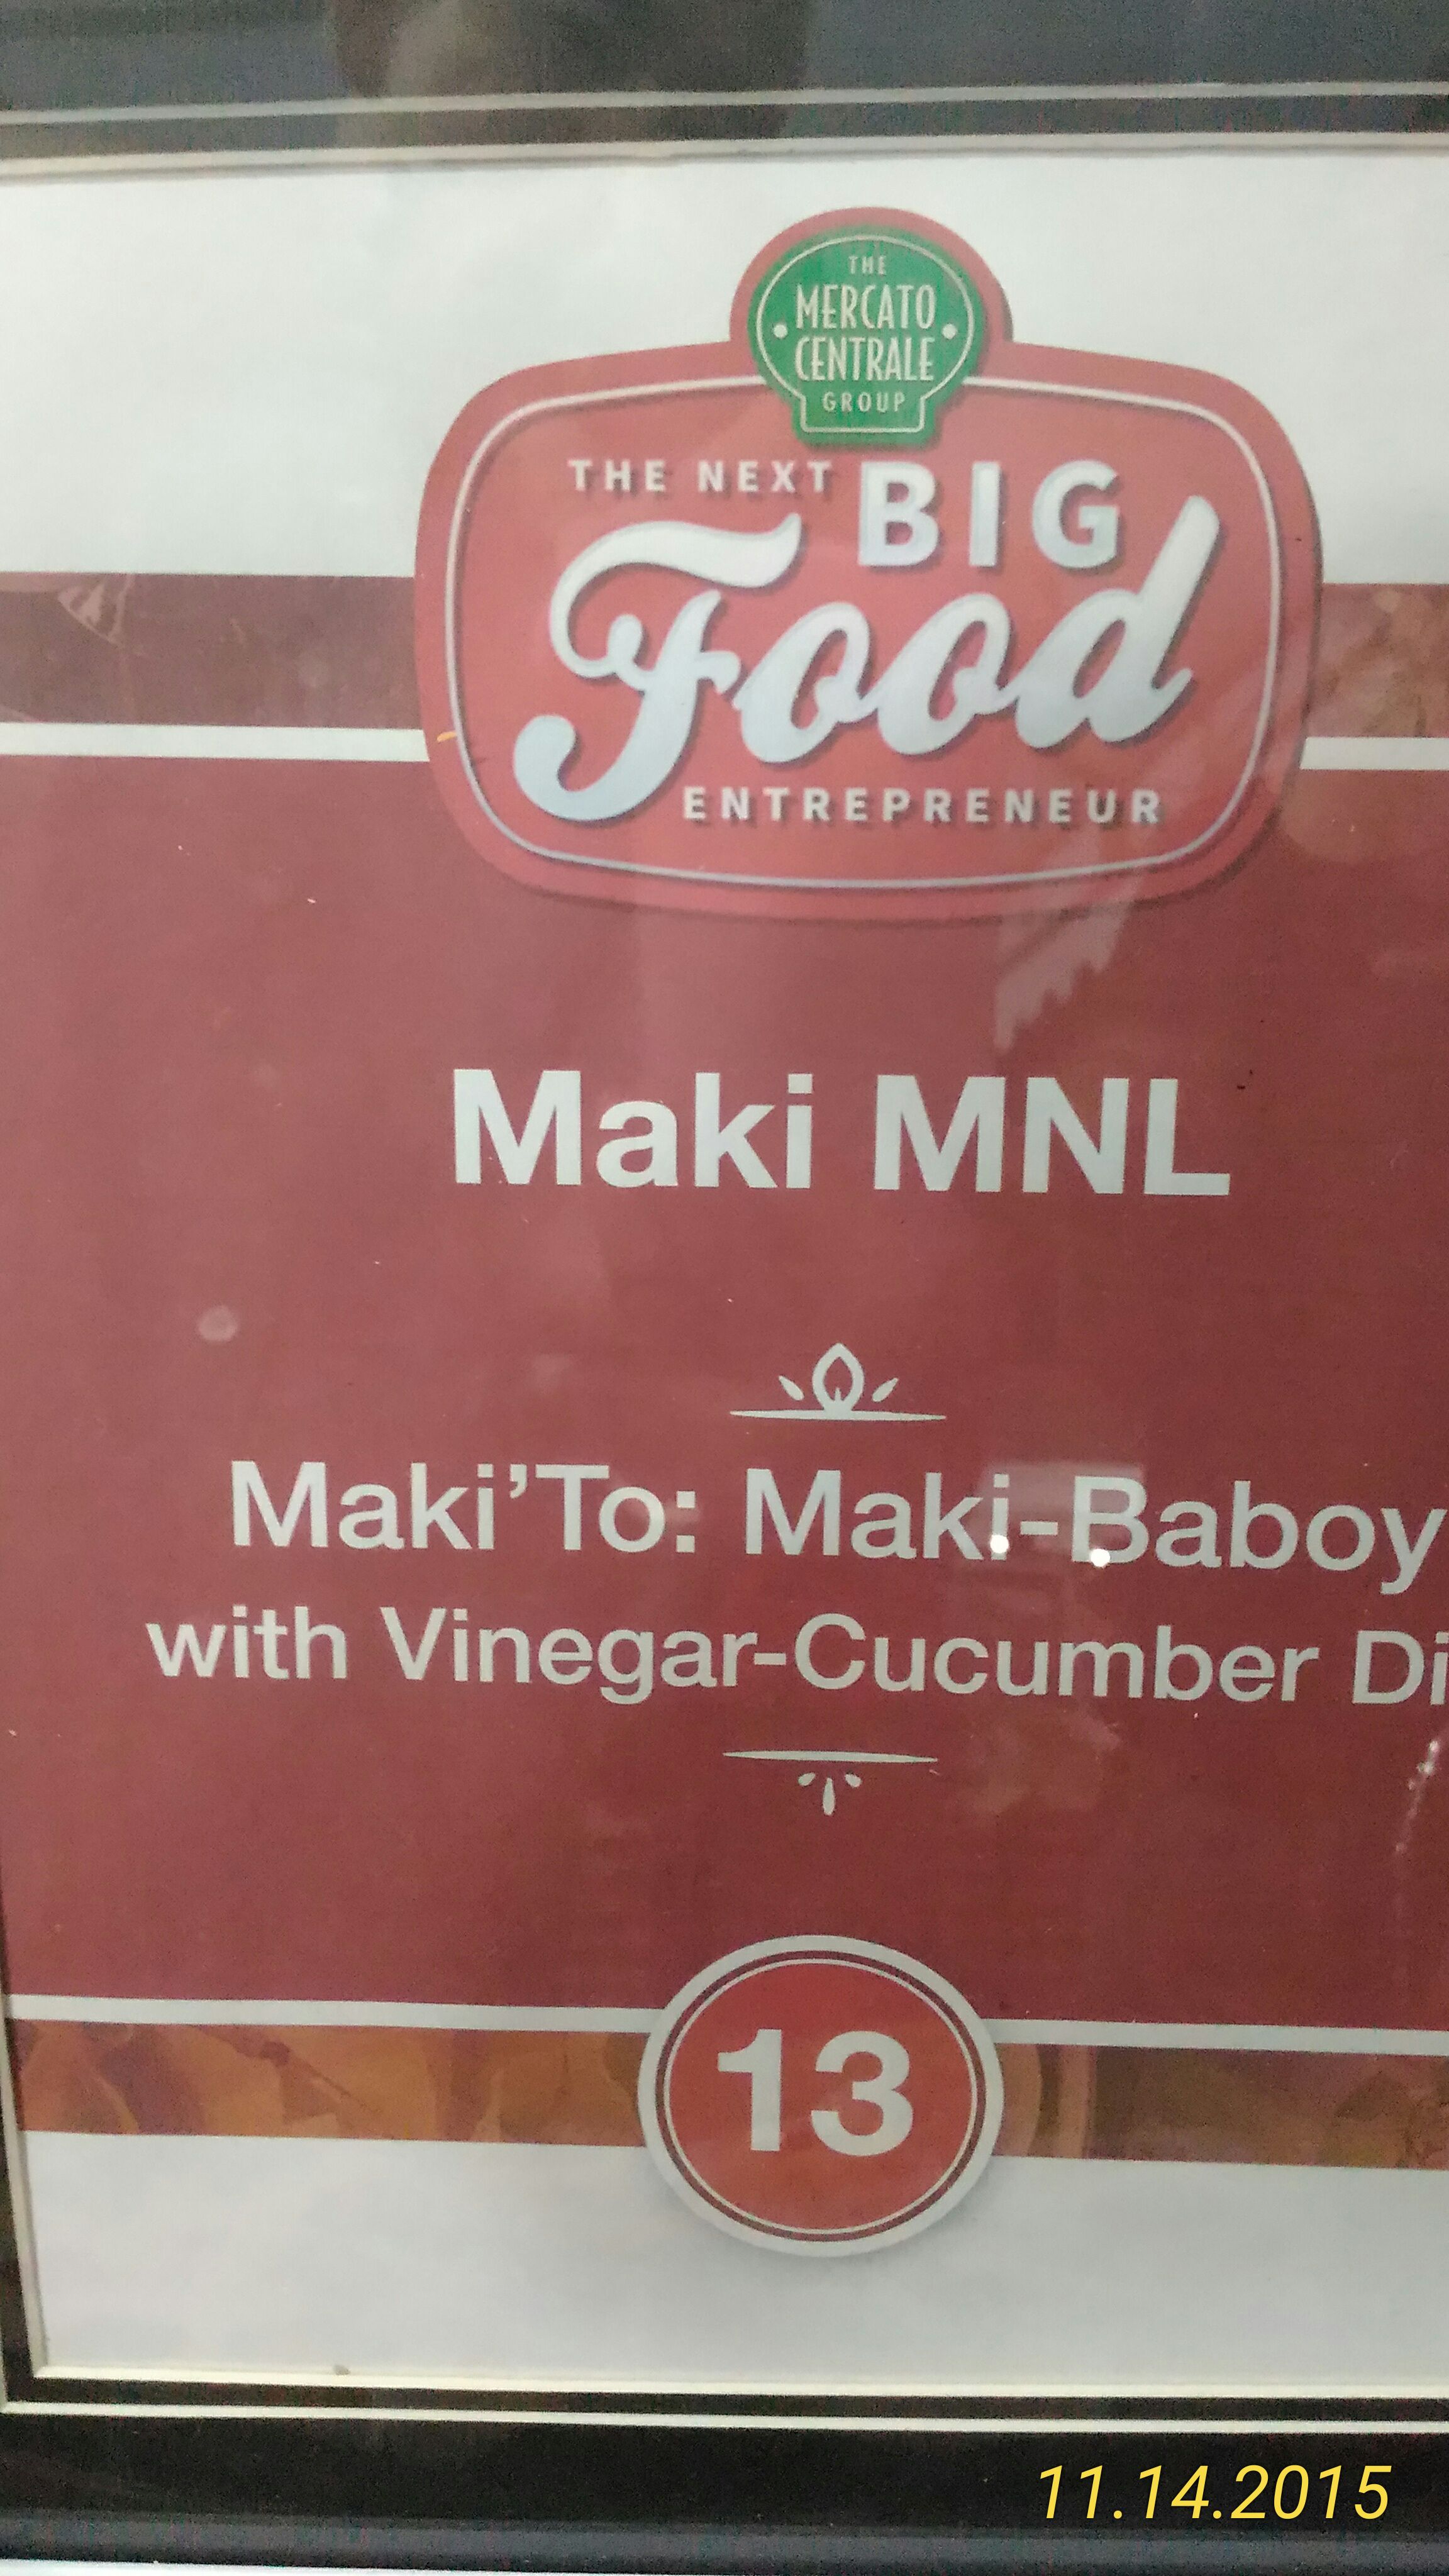 THE
MERCATO
CENTRALE
GROUP
THE NEXT BIG
Food
ENTREPRENEUR
Maki MNL
Maki’To: Maki-Baboy
with Vinegar-Cucumber Di
13
11.14.2015